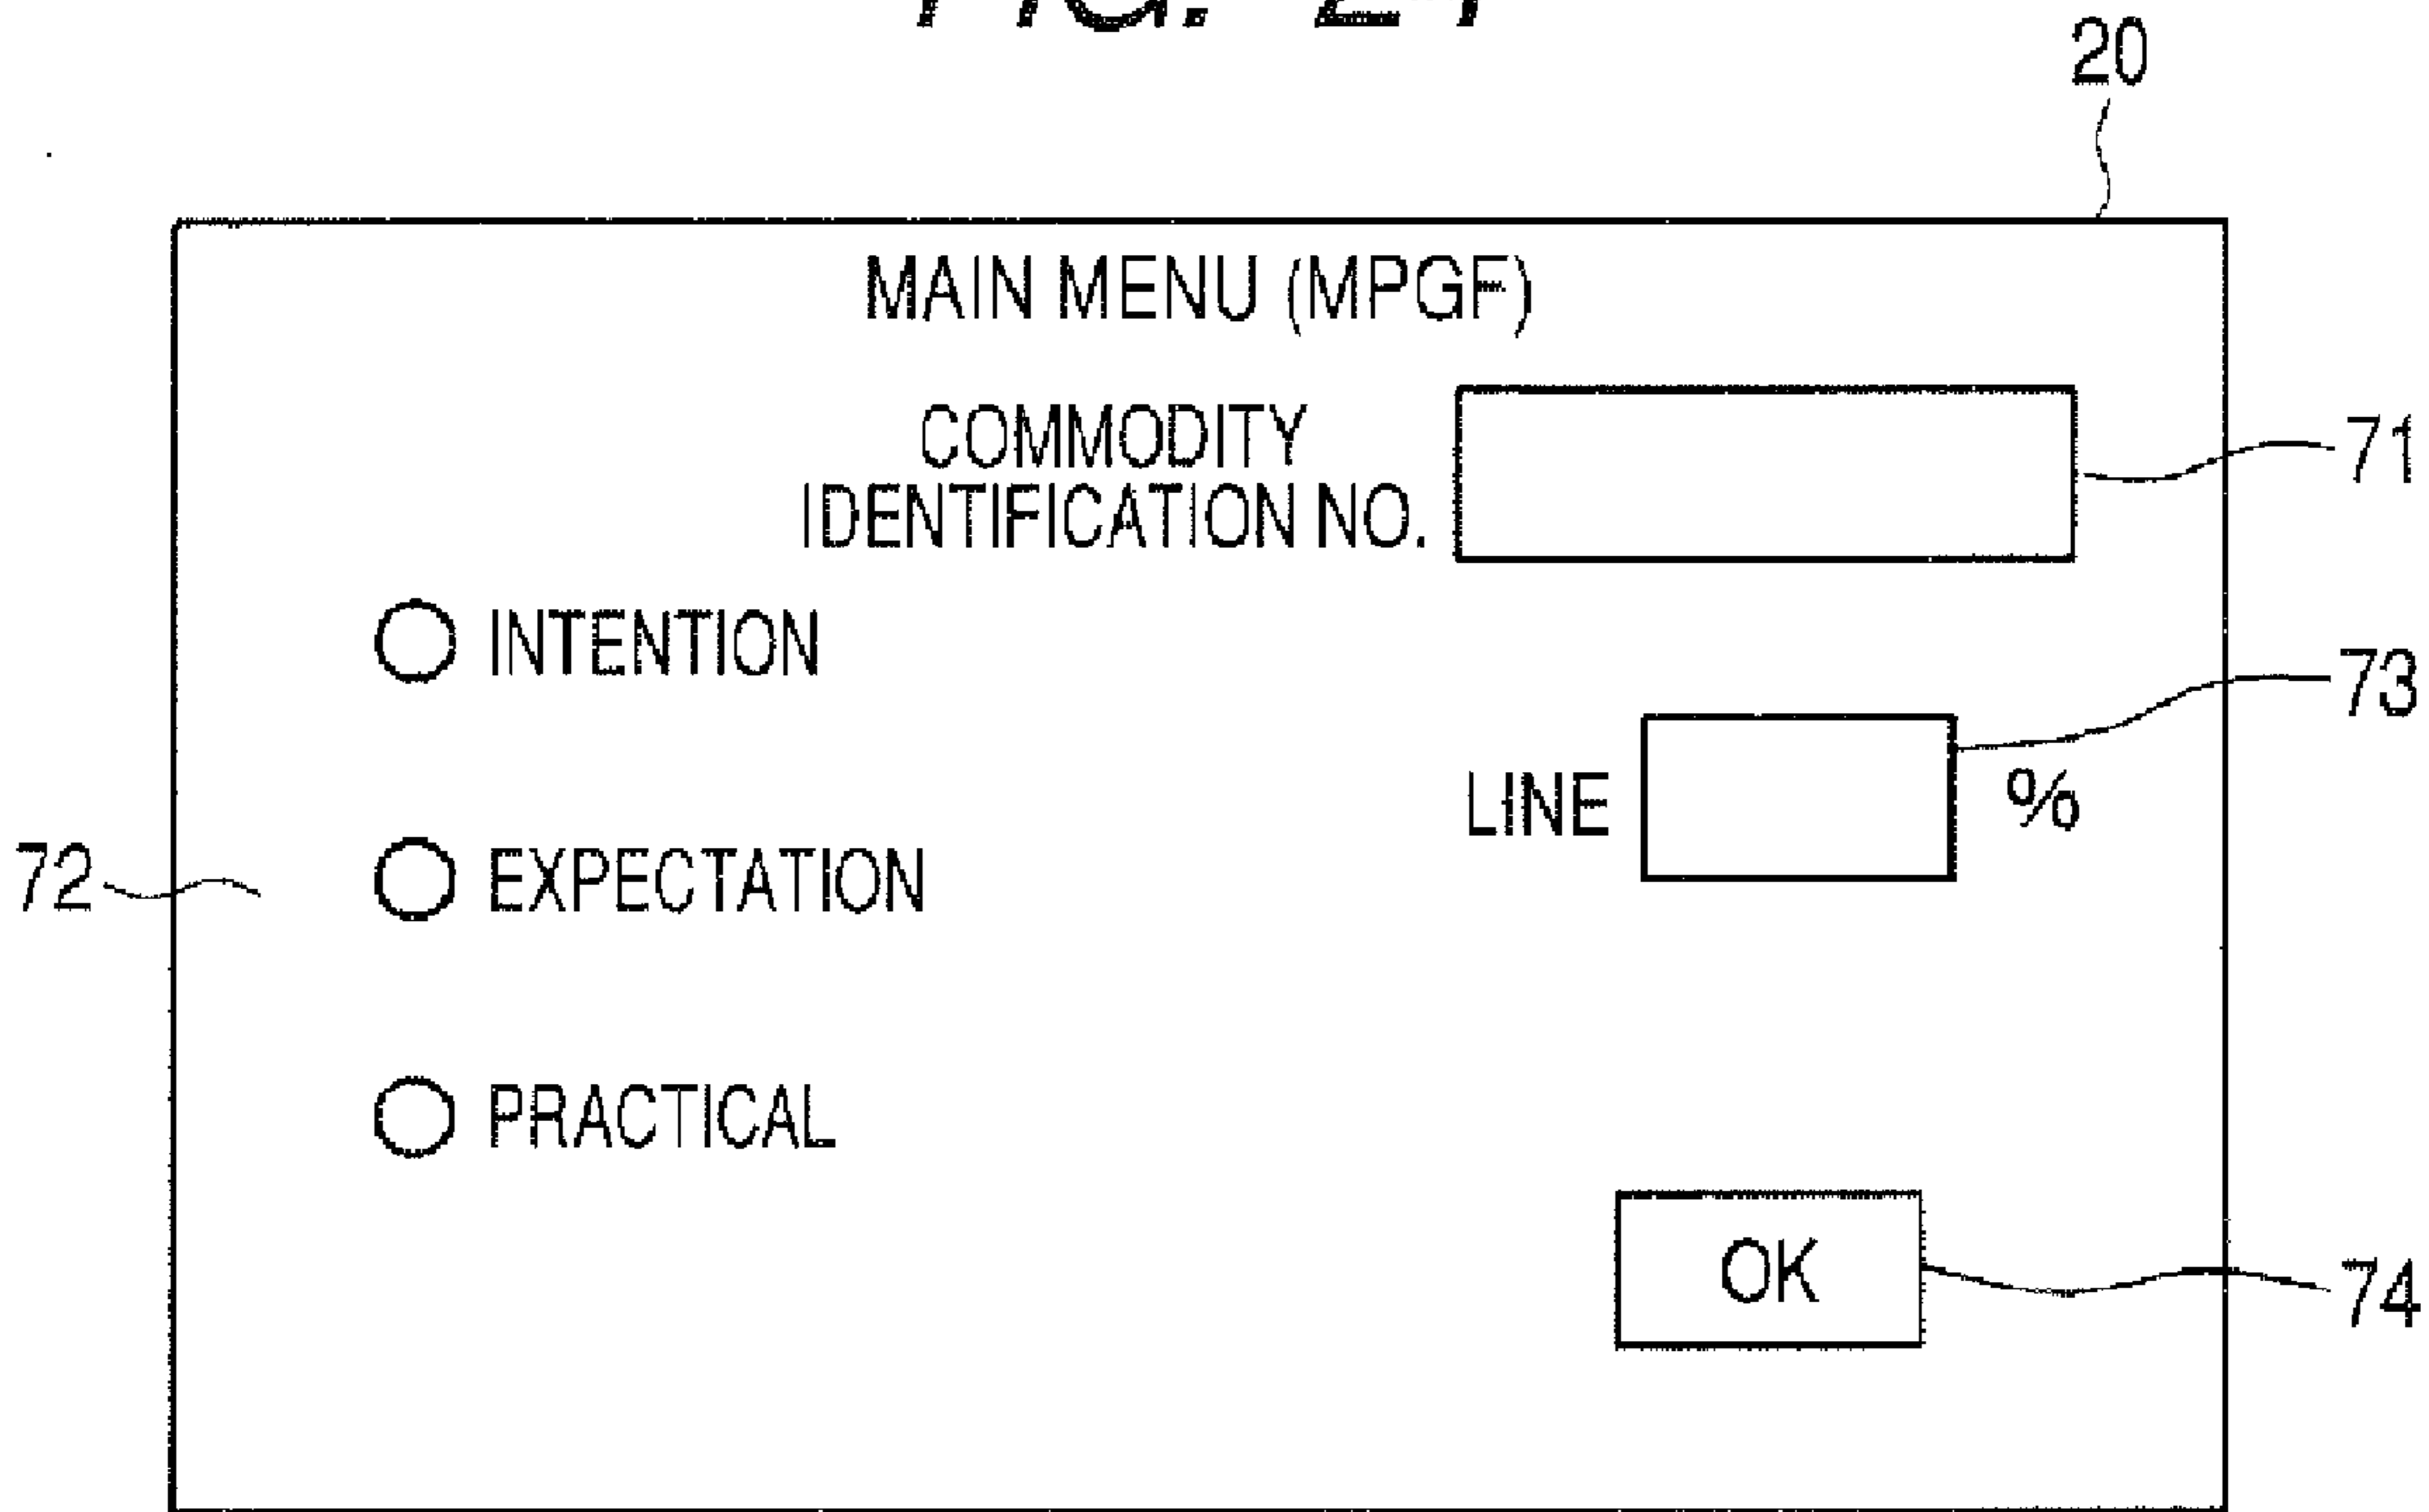 20
MAIN MENU (MPGF)
COMMODITY
IDENTIFICATION NO.
71
INTENTION
73
LINE %
72
EXPECTATION
PRACTICAL
OK
74